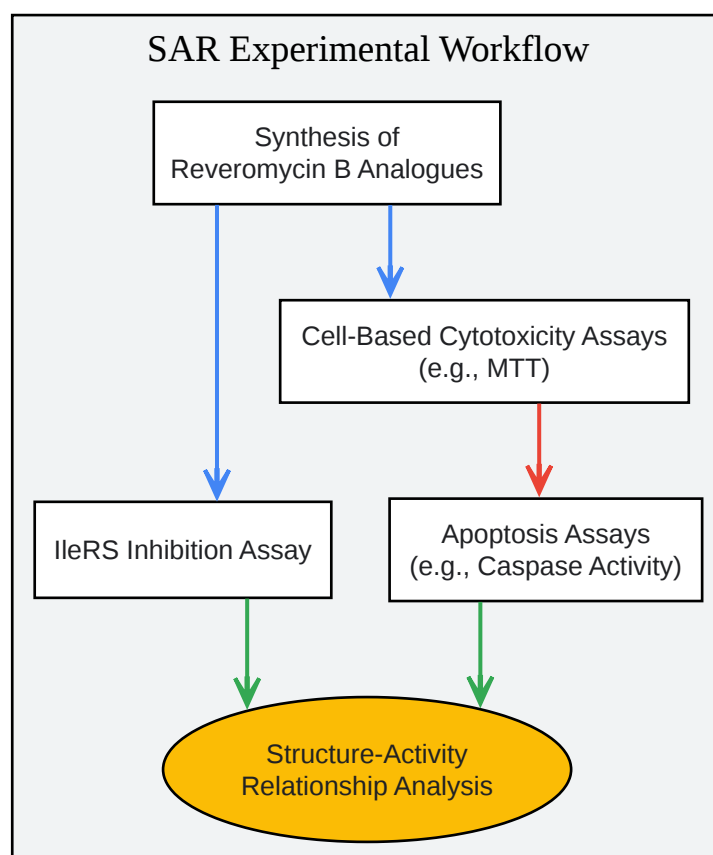 SAR Experimental Workflow
Synthesis of
Reveromycin B Analogues
Cell-Based Cytotoxicity Assays
(e.g., MTT)
IleRS Inhibition Assay
Apoptosis Assays
(e.g., Caspase Activity)
Structure-Activity
Relationship Analysis